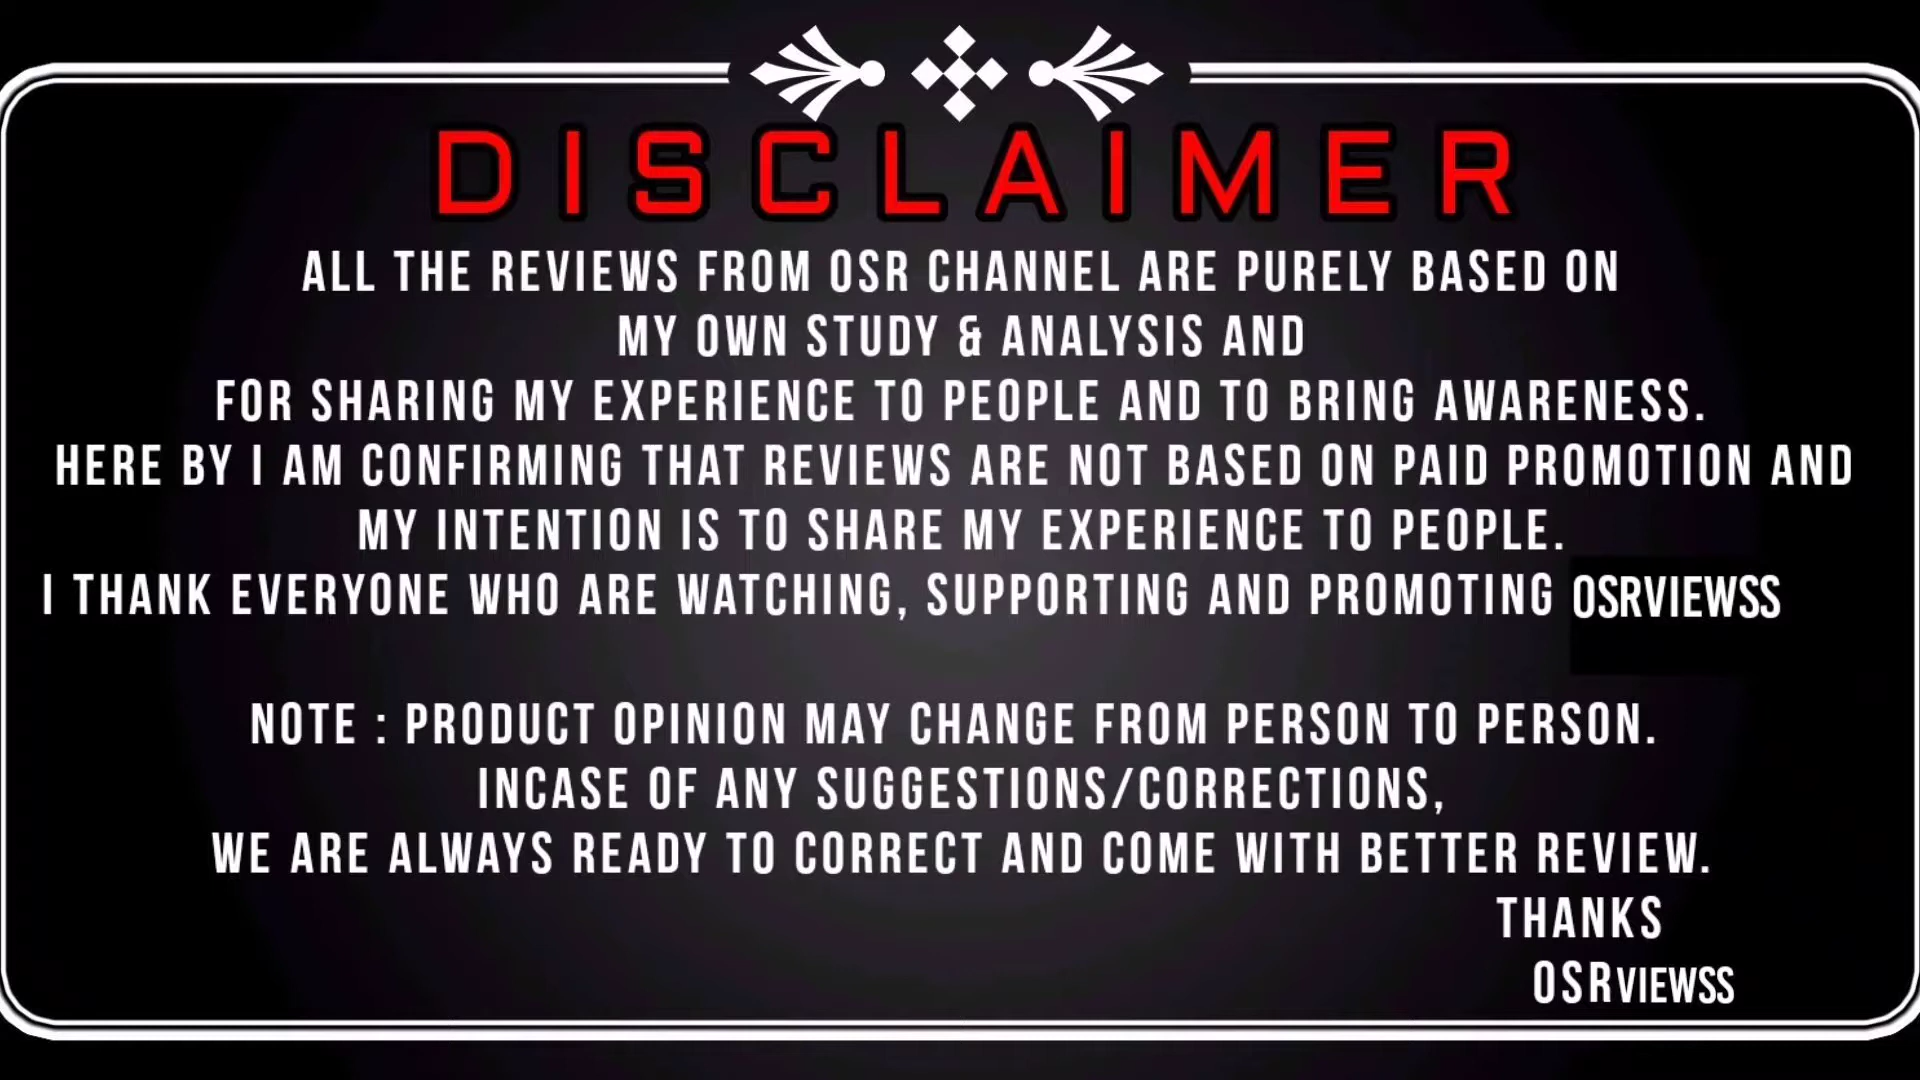 DISCLAIMER
ALL THE REVIEWS FROM OSR CHANNEL ARE PURELY BASED ON
MY OWN STUDY & ANALYSIS AND
FOR SHARING MY EXPERIENCE TO PEOPLE AND TO BRING AWARENESS.
HERE BY I AM CONFIRMING THAT REVIEWS ARE NOT BASED ON PAID PROMOTION AND
MY INTENTION IS TO SHARE MY EXPERIENCE TO PEOPLE.
I THANK EVERYONE WHO ARE WATCHING, SUPPORTING AND PROMOTING OSRVIEWSS
NOTE : PRODUCT OPINION MAY CHANGE FROM PERSON TO PERSON.
INCASE OF ANY SUGGESTIONS/CORRECTIONS,
WE ARE ALWAYS READY TO CORRECT AND COME WITH BETTER REVIEW.
THANKS
OSRVIEWSS